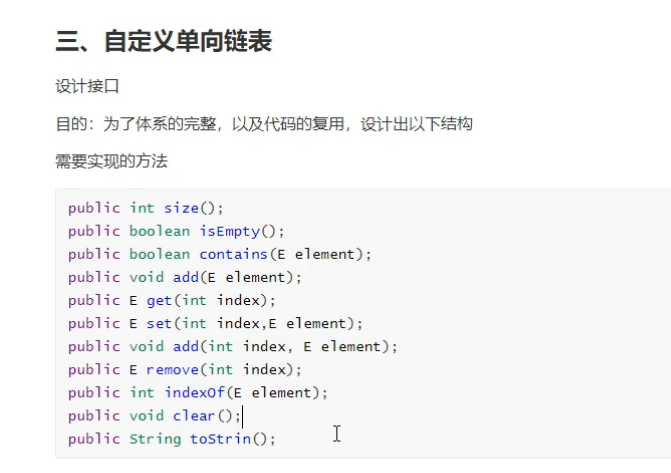 三、自定义单向链表
设计接口
目的：为了体系的完整，以及代码的复用，设计出以下结构
需要实现的方法
public int size();
public boolean isEmpty();
public boolean contains(E element);
public void add(E element);
public E get(int index);
public E set(int index,E element);
public void add(int index, E element);
public E remove(int index);
public int indexOf(E element);
public void clear();
public String toStrin();